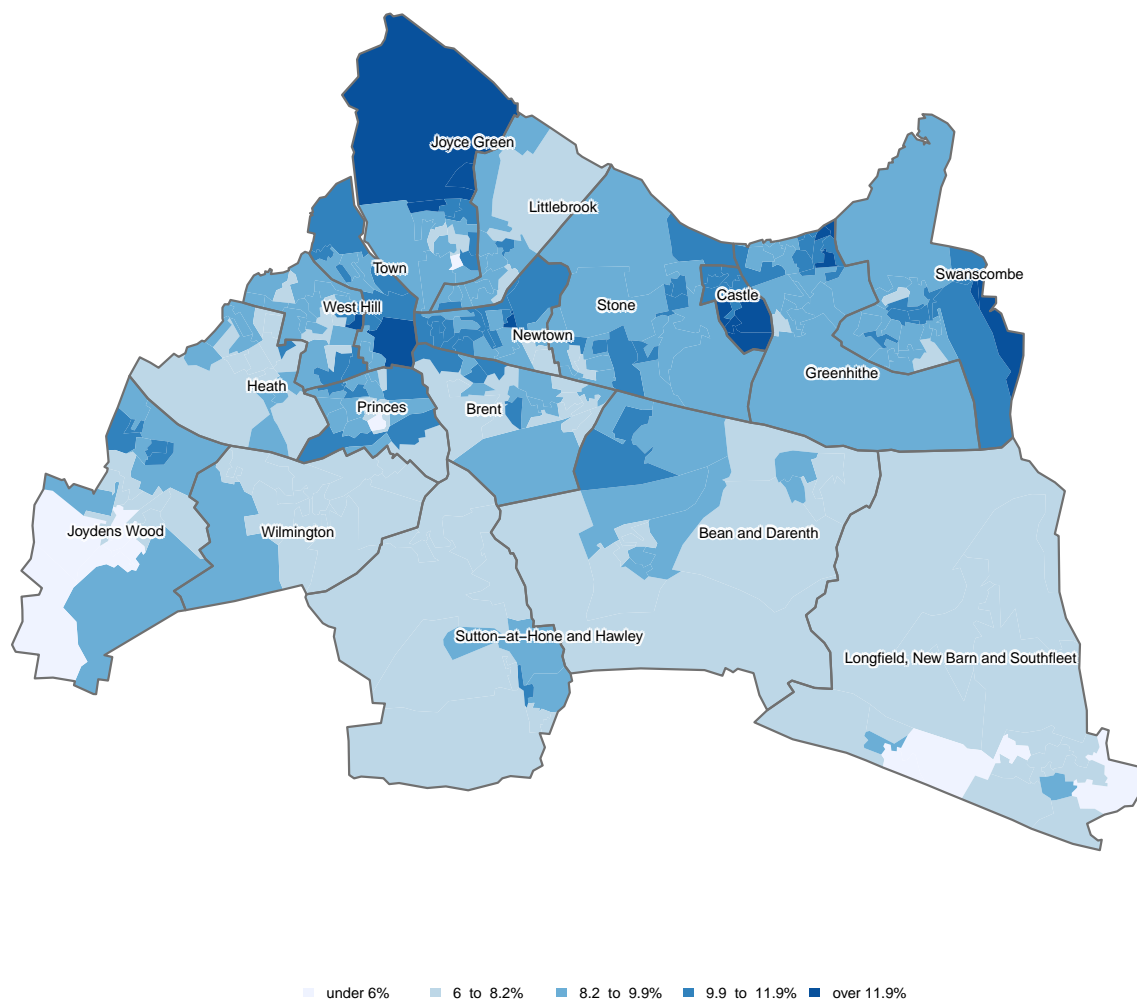 Joyce Green
Littlebrook
Town
Swanscombe
Castle
West Hill
Stone
Newtown
Greenhithe
Heath
Princes
Brent
Joydens Wood
Wilmington
Bean and Darenth
Sutton−at−Hone and Hawley
Longfield, New Barn and Southfleet
under 6%
6 to 8.2%
8.2 to 9.9%
9.9 to 11.9%
over 11.9%